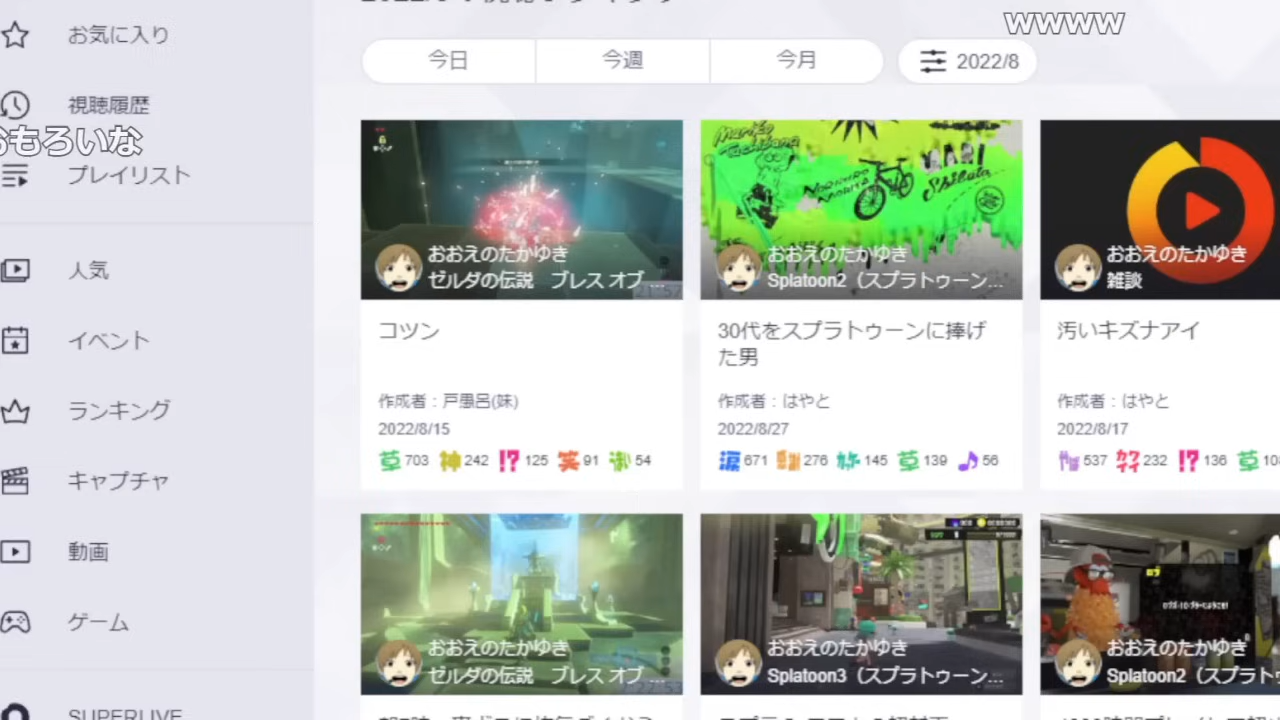 wwww
お気に入り
今日
今週
今月
2022/8
視聴履歴
おもろいな
プレイリスト
人気
イベント
ランキング
キャプチャ
動画
ゲーム
SUPERLIVE
おおえのたかゆき
ゼルダの伝説　ブレス オブ ...
コツン
作成者：戸愚呂(妹)
2022/8/15
草 703 神 242 !? 125 笑 91 54
Mariko
Tachibana
NORIHIRO
MORITA
Shibata
おおえのたかゆき
Splatoon2（スプラトゥーン...
30代をスプラトゥーンに捧げ
た男
作成者：はやと
2022/8/27
涙 671 276 145 草 139 56
おおえのたかゆき
雑談
汚いキズナアイ
作成者：はやと
2022/8/17
537 カワイイ 232 !? 136 草
おおえのたかゆき
ゼルダの伝説　ブレス オブ ...
おおえのたかゆき
Splatoon3（スプラトゥーン...
おおえのたかゆき
Splatoon2（スプラトゥ